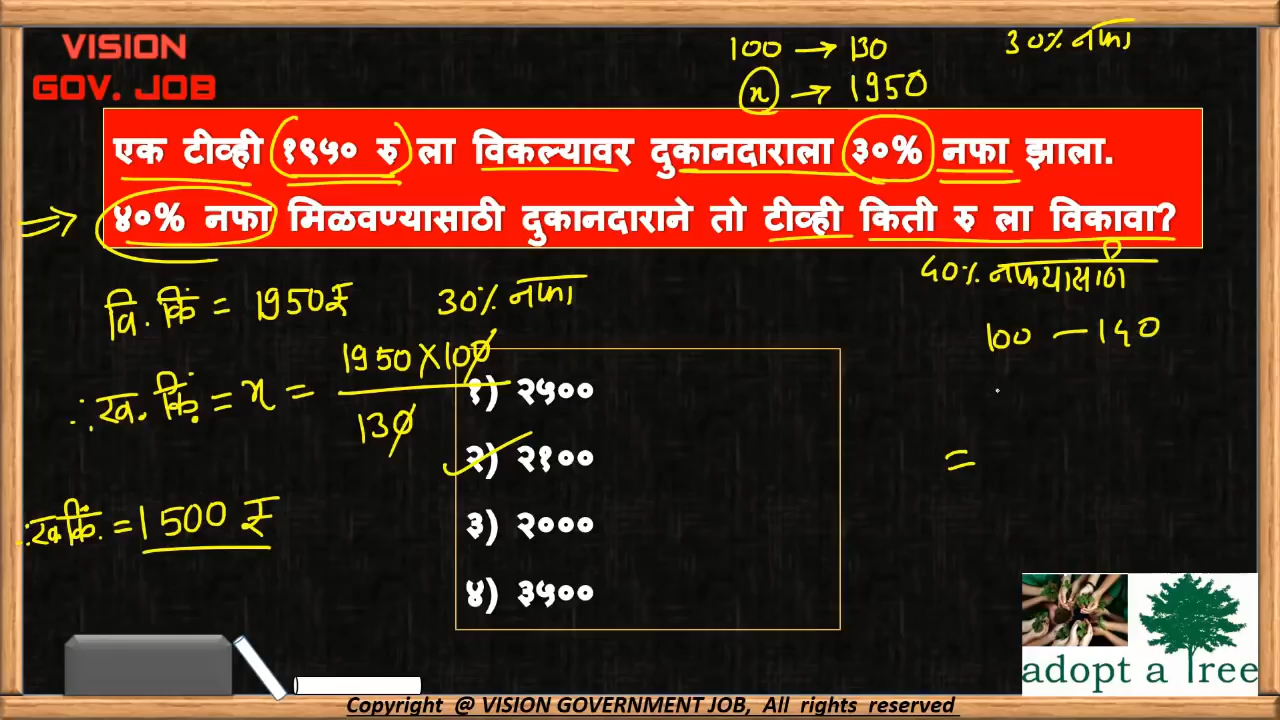 VISION
GOV. JOB
100 → 130
x → 1950
30% नफा
एक टीव्ही १९५० रु ला विकल्यावर दुकानदाराला ३०% नफा झाला.
४०% नफा मिळवण्यासाठी दुकानदाराने तो टीव्ही किती रु ला विकावा?
वि. किं = 1950 ₹
30% नफा
40% नफ्यासाठी
100 — 140
∴ ख. किं. = x = 1950 X 100
130
=
१) २५००
२) २१००
३) २०००
४) ३५००
∴ ख किं. = 1500 ₹
adopt a Tree
Copyright @ VISION GOVERNMENT JOB, All rights reserved